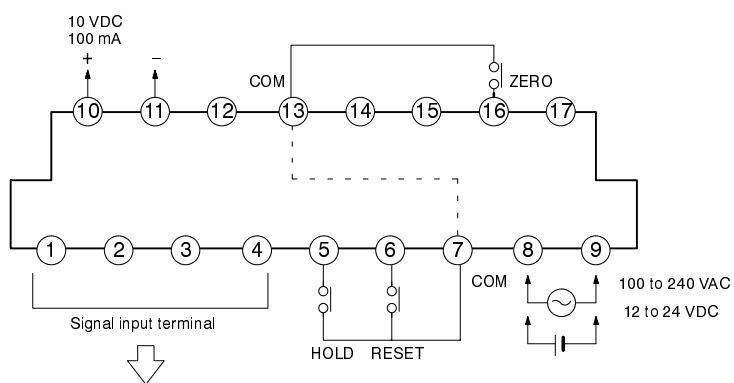 10 VDC
100 mA
+ −
COM
ZERO
10 11 12 13 14 15 16 17
1 2 3 4 5 6 7 8 9
COM
100 to 240 VAC
12 to 24 VDC
Signal input terminal
HOLD RESET